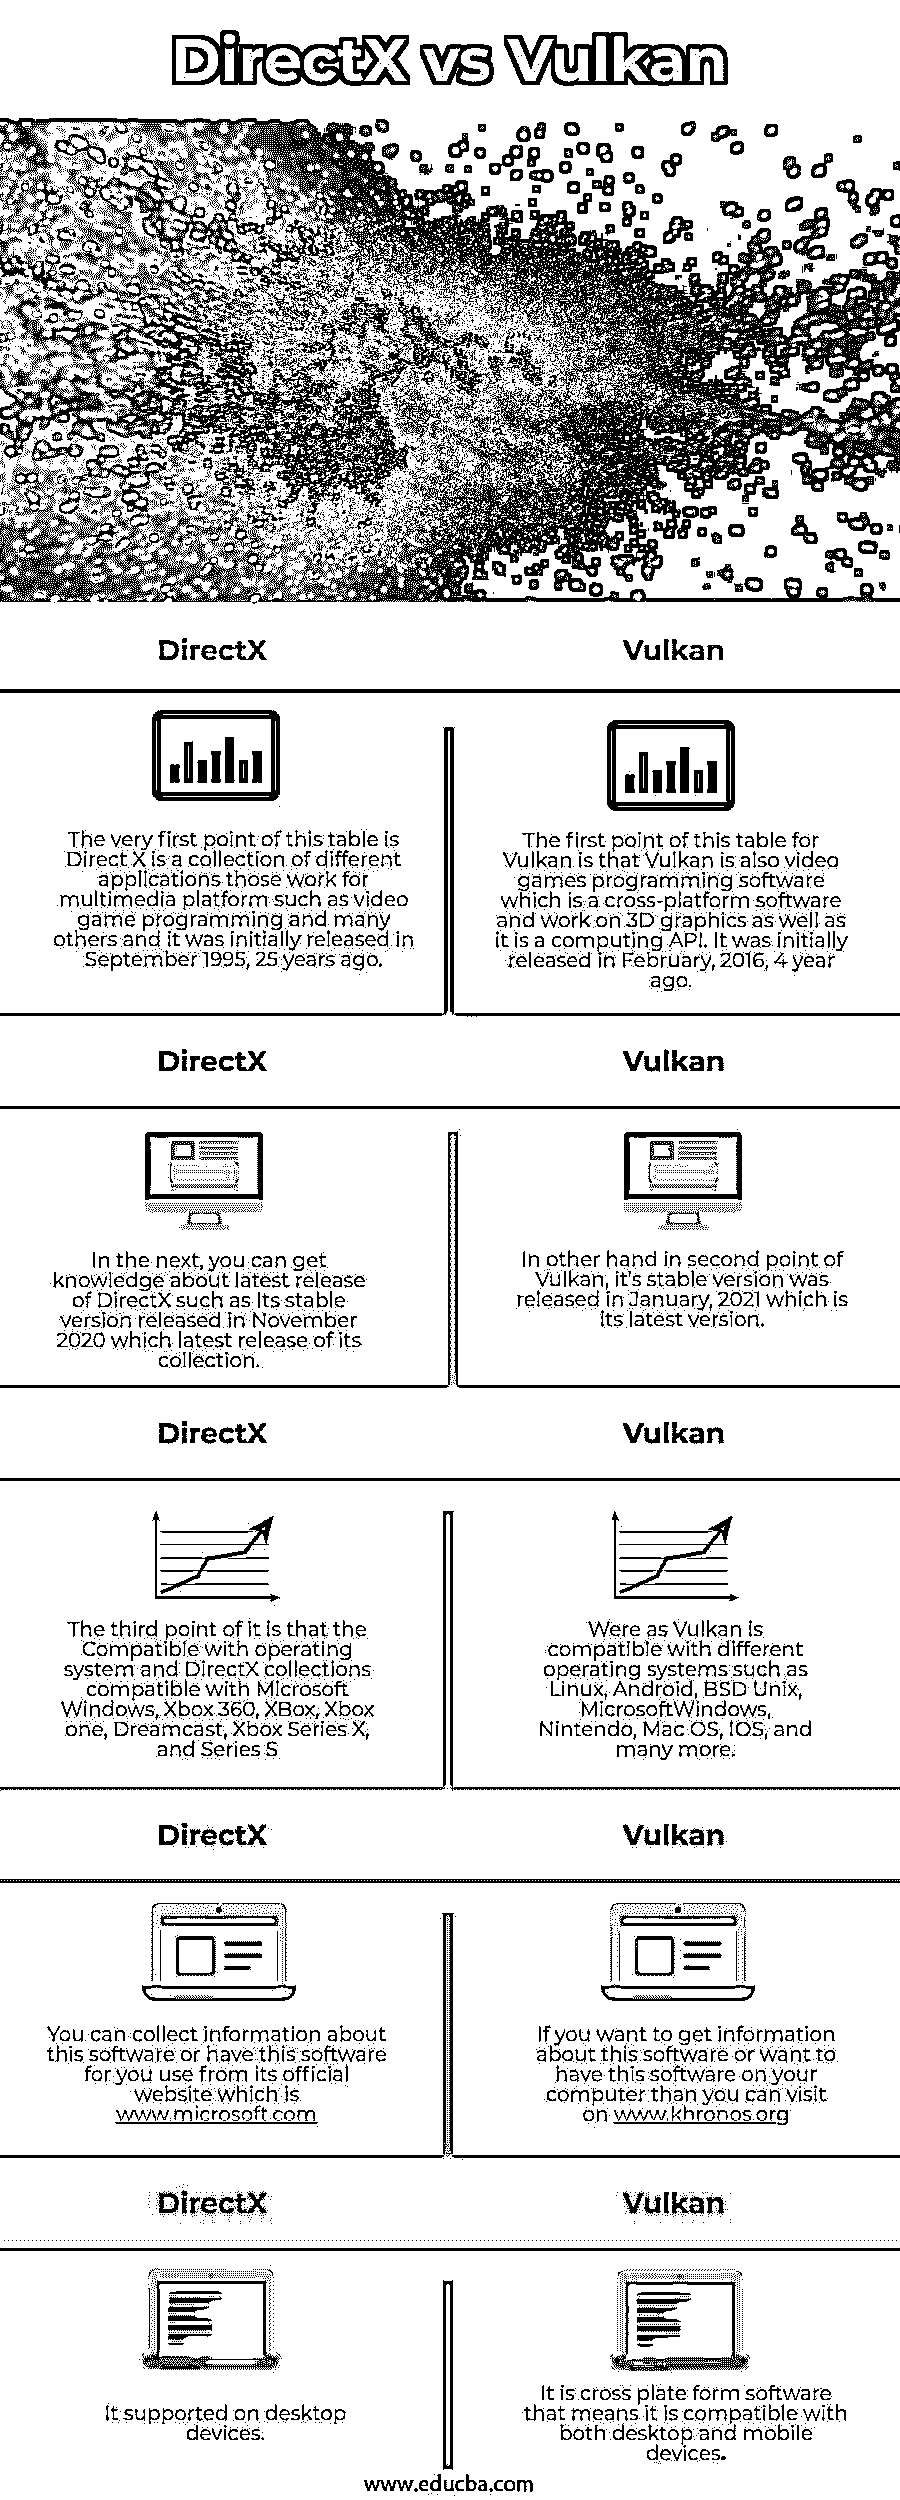 DirectX vs Vulkan
DirectX
Vulkan
The very first point of this table is
Direct X is a collection of different
applications those work for
multimedia platform such as video
game programming and many
others and it was initially released in
September 1995, 25 years ago.
The first point of this table for
Vulkan is that Vulkan is also video
games programming software
which is a cross-platform software
and work on 3D graphics as well as
it is a computing API. It was initially
released in February, 2016, 4 year
ago.
DirectX
Vulkan
In the next, you can get
knowledge about latest release
of DirectX such as Its stable
version released in November
2020 which latest release of its
collection.
In other hand in second point of
Vulkan, it's stable version was
released in January, 2021 which is
its latest version.
DirectX
Vulkan
The third point of it is that the
Compatible with operating
system and DirectX collections
compatible with Microsoft
Windows, Xbox 360, XBox, Xbox
one, Dreamcast, Xbox Series X,
and Series S
Were as Vulkan is
compatible with different
operating systems such as
Linux, Android, BSD Unix,
MicrosoftWindows,
Nintendo, Mac OS, IOS, and
many more.
DirectX
Vulkan
You can collect information about
this software or have this software
for you use from its official
website which is
www.microsoft.com
If you want to get information
about this software or want to
have this software on your
computer than you can visit
on www.khronos.org
DirectX
Vulkan
It supported on desktop
devices.
It is cross plate form software
that means it is compatible with
both desktop and mobile
devices.
www.educba.com